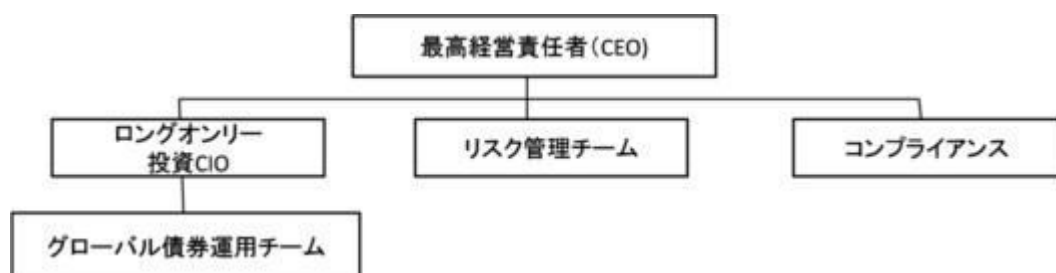 最高経営責任者（CEO)
ロングオンリー
投資CIO
リスク管理チーム
コンプライアンス
グローバル債券運用チーム